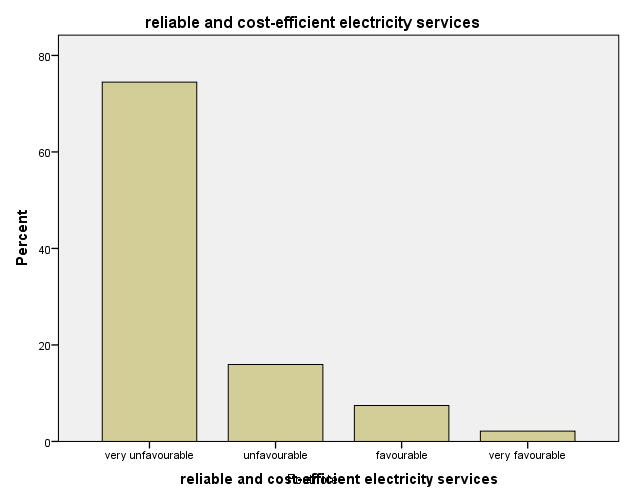 reliable and cost-efficient electricity services
Percent
80
60
40
20
0
very unfavourable
unfavourable
favourable
very favourable
reliable and cost-efficient electricity services